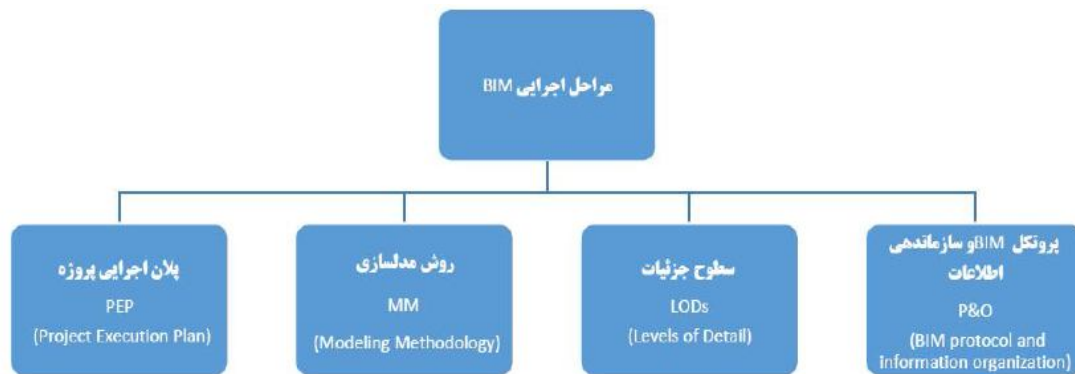 مراحل اجرایی BIM
پلان اجرایی پروژه
PEP
(Project Execution Plan)
روش مدلسازی
MM
(Modeling Methodology)
سطوح جزئیات
LODs
(Levels of Detail)
پروتکل BIMو سازماندهی
اطلاعات
P&O
(BIM protocol and
information organization)